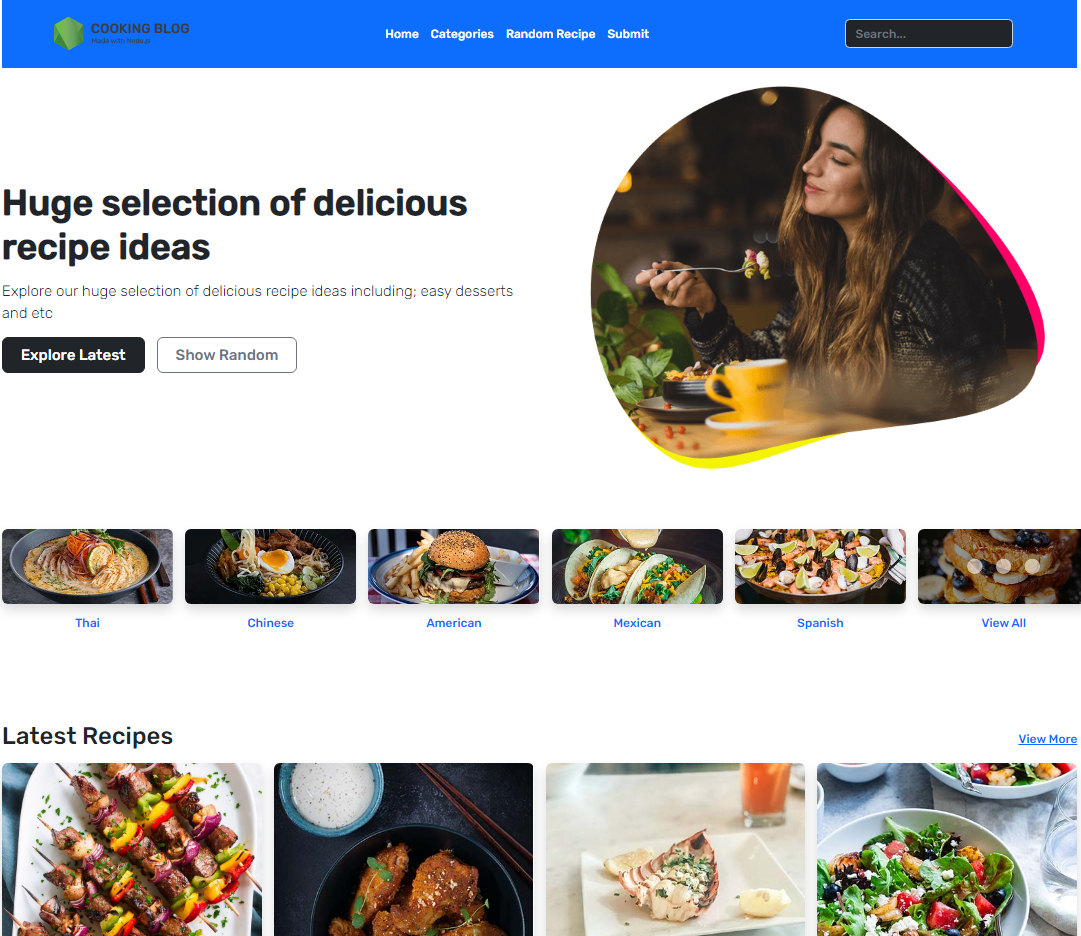 COOKING BLOG
Made with Node.js
Home Categories Random Recipe Submit
Search...
Huge selection of delicious
recipe ideas
Explore our huge selection of delicious recipe ideas including; easy desserts
and etc
Explore Latest Show Random
Thai Chinese American Mexican Spanish View All
Latest Recipes View More